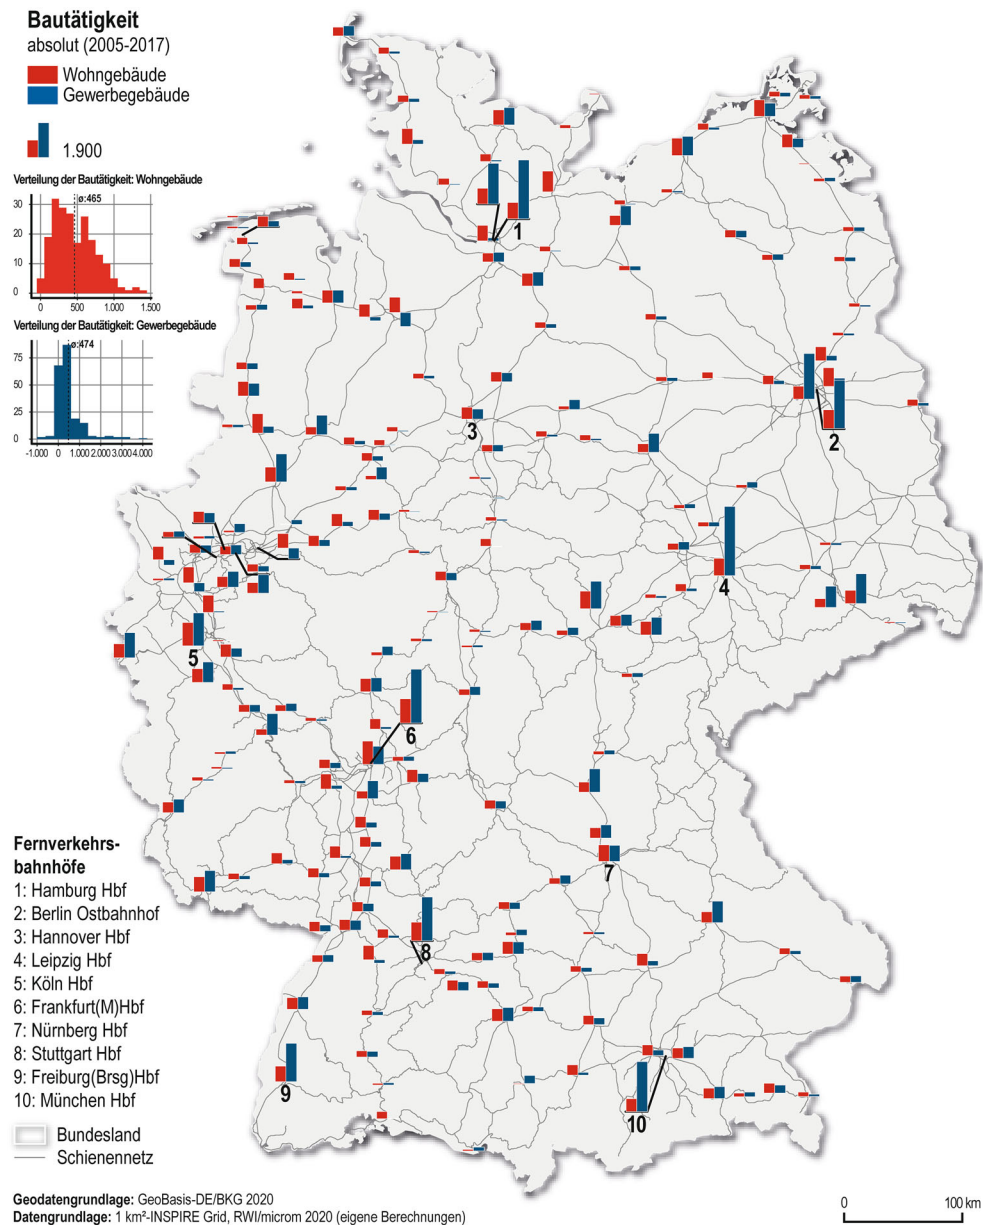 Bautätigkeit
absolut (2005-2017)
Wohngebäude
Gewerbegebäude
1.900
Verteilung der Bautätigkeit: Wohngebäude
ø:465
30
20
10
0
0 500 1.000 1.500
Verteilung der Bautätigkeit: Gewerbegebäude
ø:474
75
50
25
0
-1.000 0 1.000 2.000 3.000 4.000
1
2
3
4
5
6
7
8
9
10
Fernverkehrs-
bahnhöfe
1: Hamburg Hbf
2: Berlin Ostbahnhof
3: Hannover Hbf
4: Leipzig Hbf
5: Köln Hbf
6: Frankfurt(M)Hbf
7: Nürnberg Hbf
8: Stuttgart Hbf
9: Freiburg(Brsg)Hbf
10: München Hbf
Bundesland
Schienennetz
Geodatengrundlage: GeoBasis-DE/BKG 2020
Datengrundlage: 1 km²-INSPIRE Grid, RWI/microm 2020 (eigene Berechnungen)
0 100 km